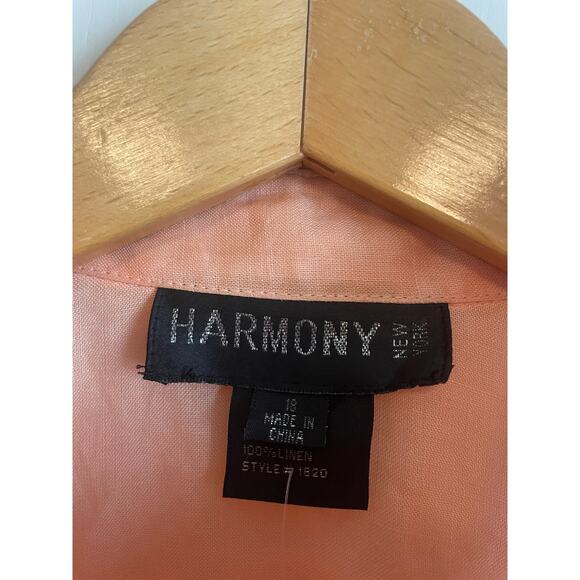 HARMONY NEW YORK
18
MADE IN
CHINA
100% LINEN
STYLE# 1820